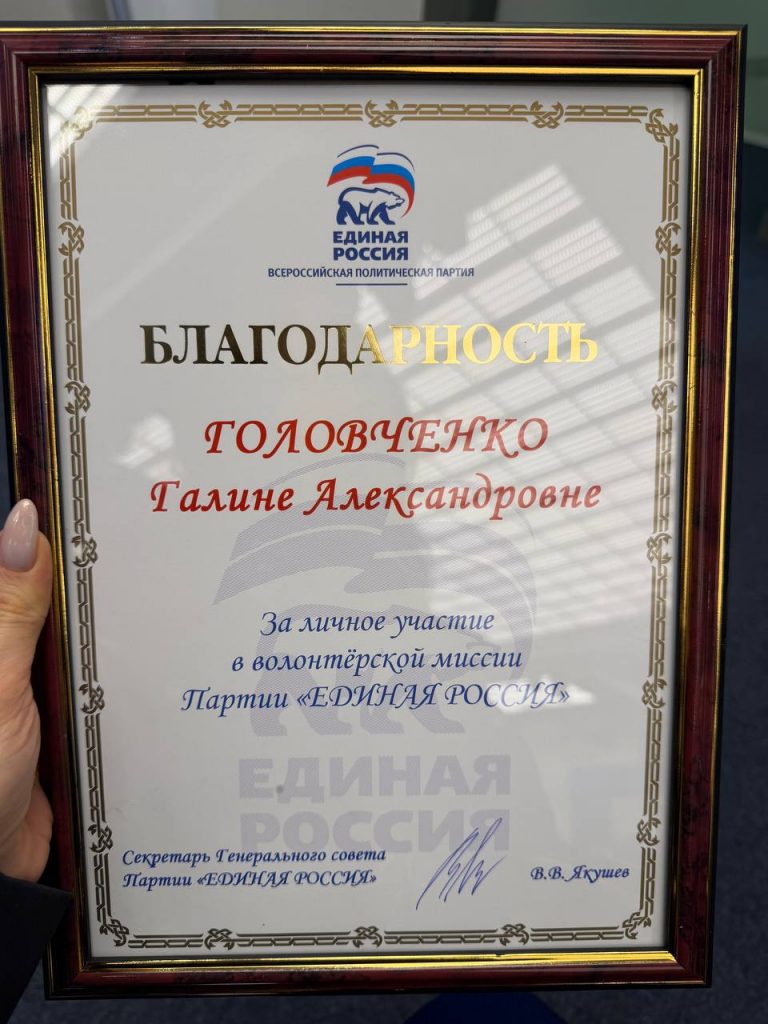 ЕДИНАЯ
РОССИЯ
ВСЕРОССИЙСКАЯ ПОЛИТИЧЕСКАЯ ПАРТИЯ
БЛАГОДАРНОСТЬ
ГОЛОВЧЕНКО
Галине Александровне
За личное участие
в волонтёрской миссии
Партии «ЕДИНАЯ РОССИЯ»
ЕДИНАЯ
РОССИЯ
Секретарь Генерального совета
Партии «ЕДИНАЯ РОССИЯ»
В.В. Якушев